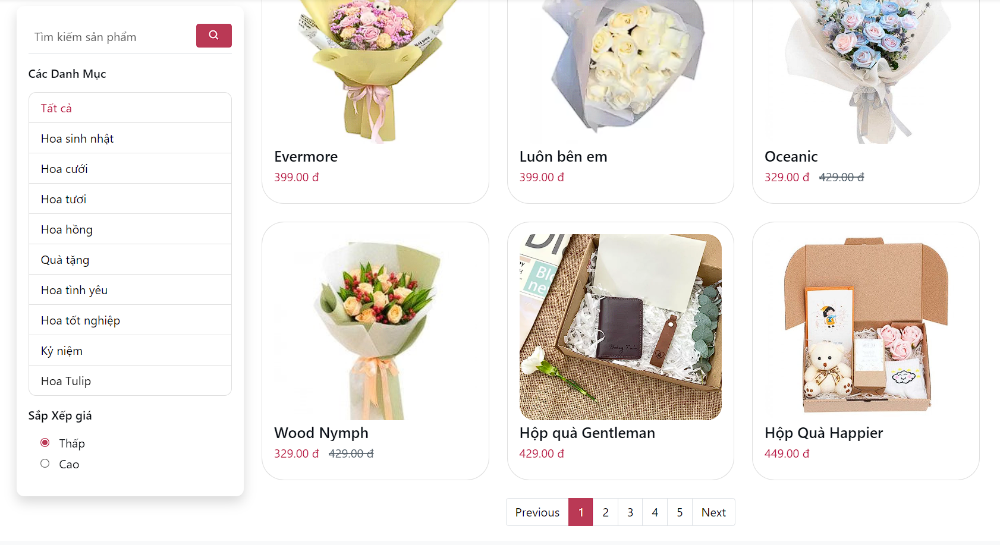 Tìm kiếm sản phẩm
Các Danh Mục
Tất cả
Hoa sinh nhật
Hoa cưới
Hoa tươi
Hoa hồng
Quà tặng
Hoa tình yêu
Hoa tốt nghiệp
Kỷ niệm
Hoa Tulip
Sắp Xếp giá
Thấp
Cao
Evermore
399.00 đ
Luôn bên em
399.00 đ
Oceanic
329.00 đ 429.00 đ
Wood Nymph
329.00 đ 429.00 đ
Hoàng Tuấn
Hộp quà Gentleman
429.00 đ
Hộp Quà Happier
449.00 đ
Previous 1 2 3 4 5 Next